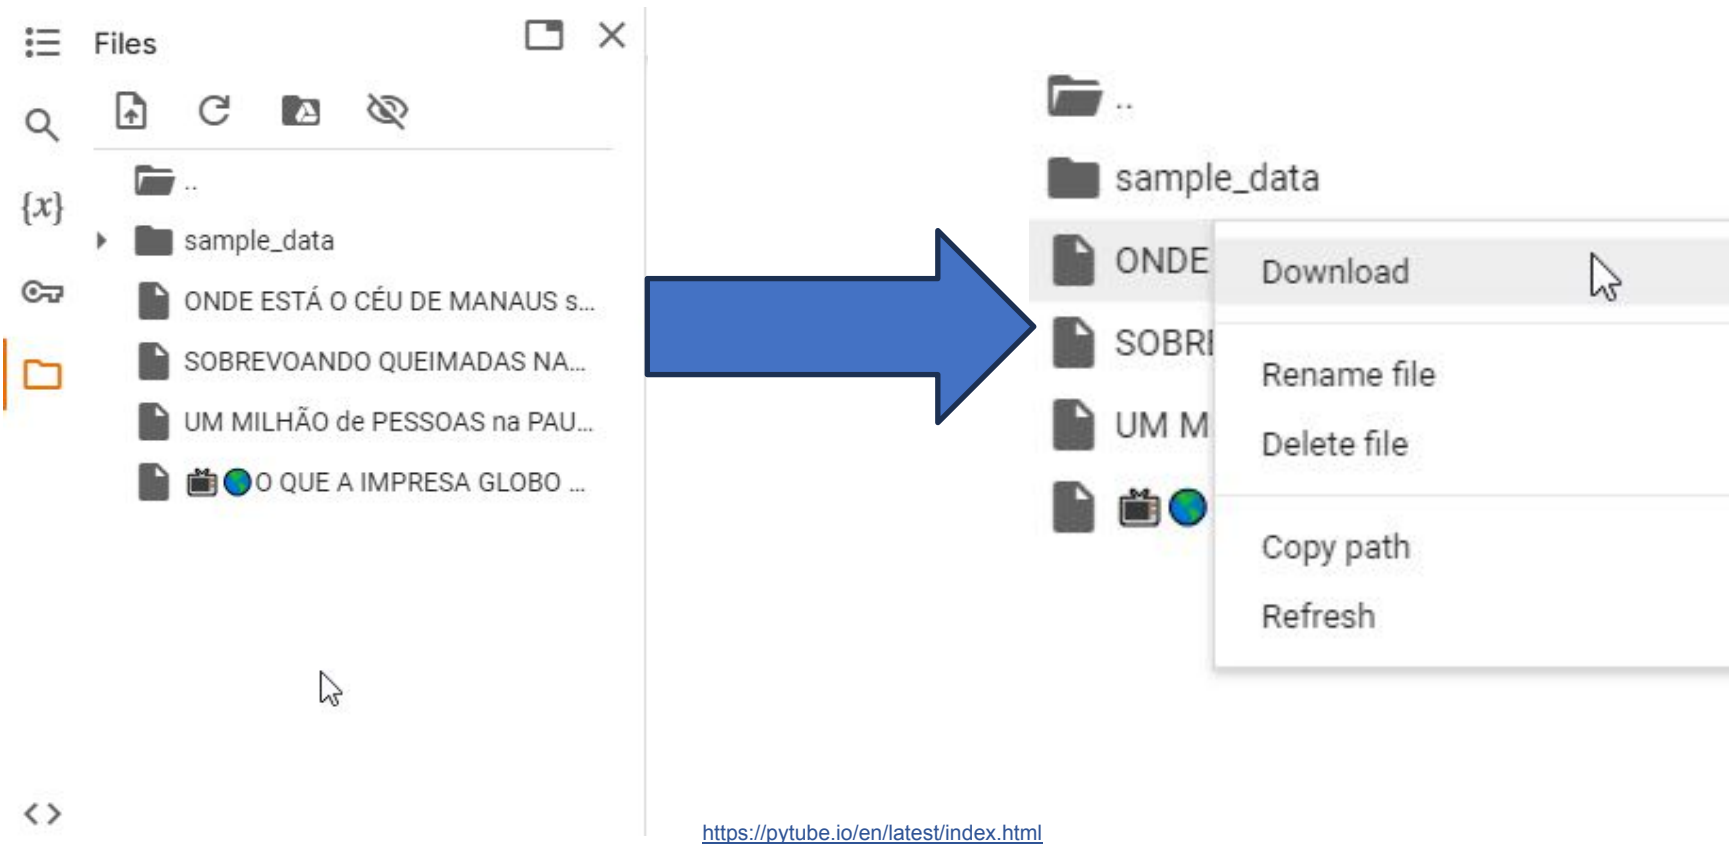 Files
..
{x}
sample_data
ONDE ESTÁ O CÉU DE MANAUS s...
SOBREVOANDO QUEIMADAS NA...
UM MILHÃO de PESSOAS na PAU...
📺🌎O QUE A IMPRESA GLOBO ...
<>
..
sample_data
ONDE
SOBRE
UM M
📺🌎
Download
Rename file
Delete file
Copy path
Refresh
https://pytube.io/en/latest/index.html